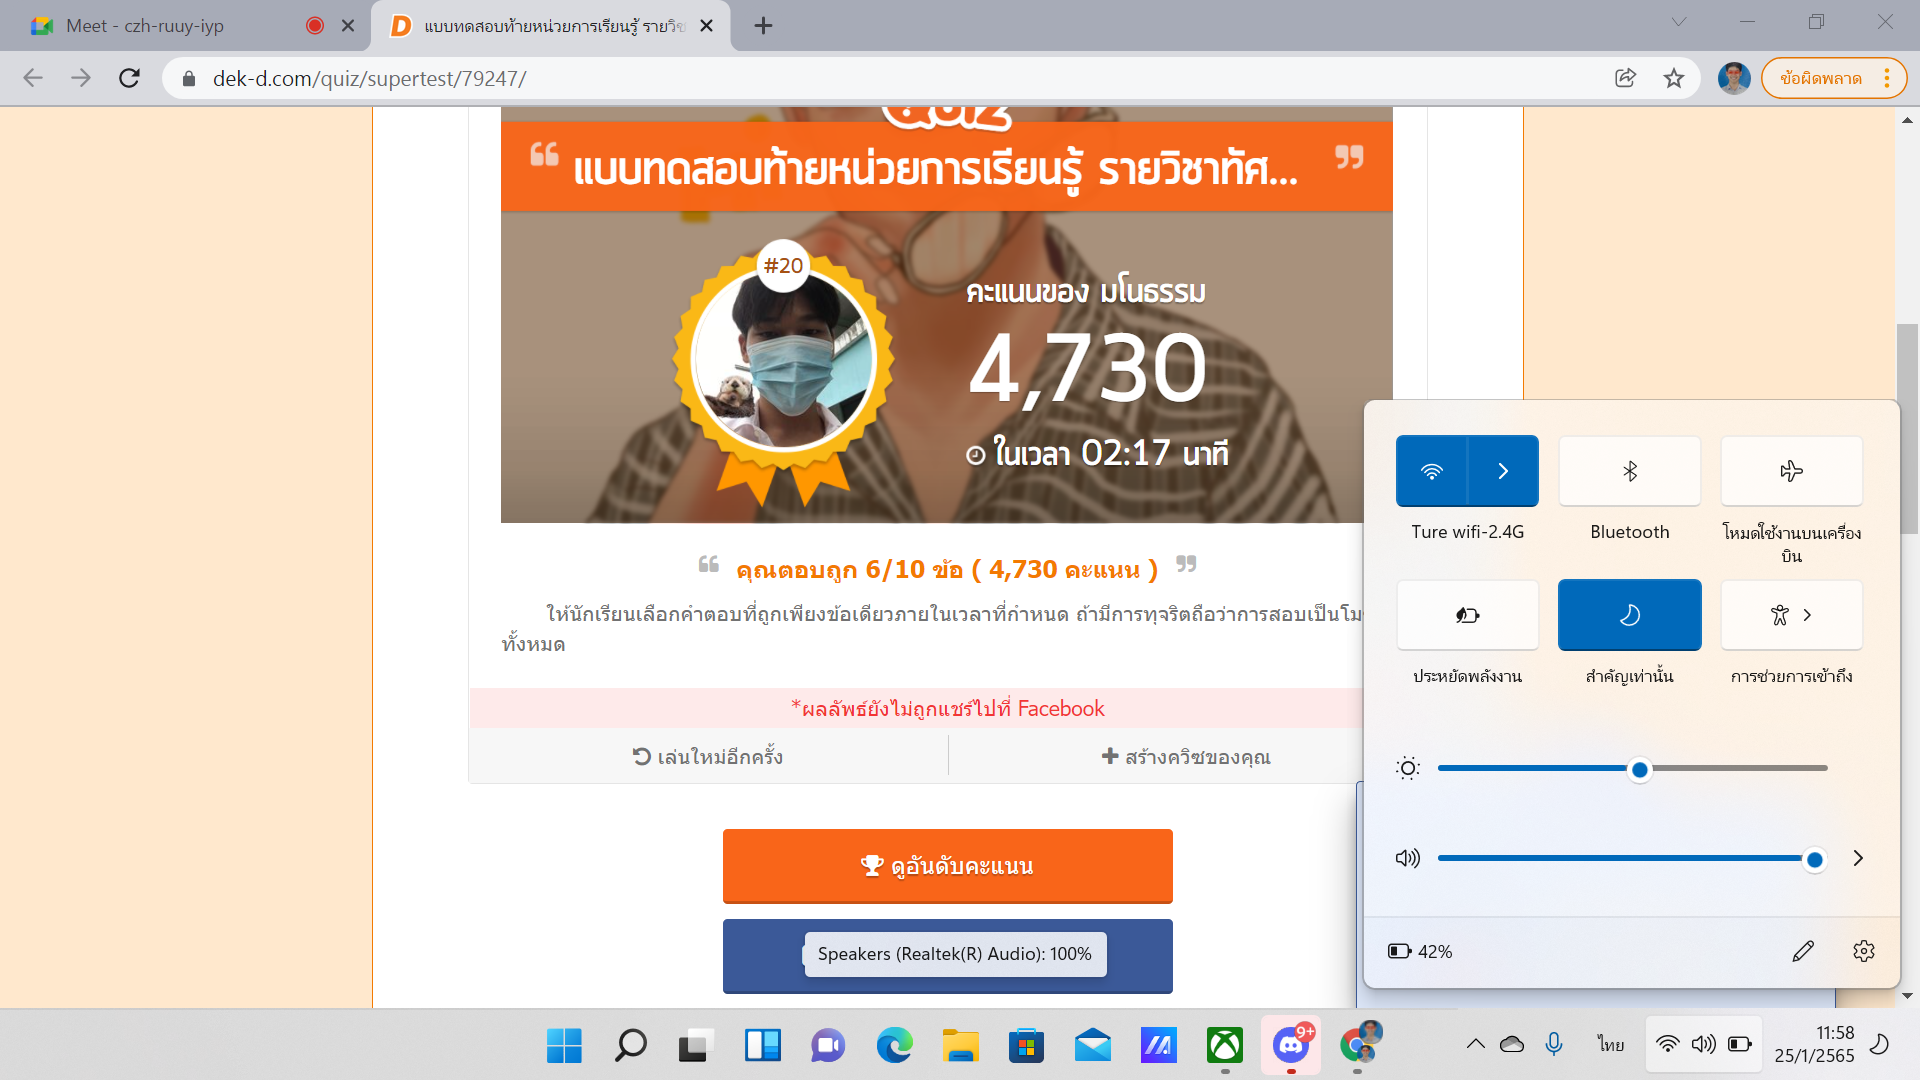 Meet - czh-ruuy-iyp
แบบทดสอบท้ายหน่วยการเรียนรู้ รายวิช
dek-d.com/quiz/supertest/79247/
ข้อผิดพลาด
Quiz
แบบทดสอบท้ายหน่วยการเรียนรู้ รายวิชาทัศ...
#20
คะแนนของ มโนธรรม
4,730
ในเวลา 02:17 นาที
คุณตอบถูก 6/10 ข้อ ( 4,730 คะแนน )
ให้นักเรียนเลือกคำตอบที่ถูกเพียงข้อเดียวภายในเวลาที่กำหนด ถ้ามีการทุจริตถือว่าการสอบเป็นโม
ทั้งหมด
*ผลลัพธ์ยังไม่ถูกแชร์ไปที่ Facebook
เล่นใหม่อีกครั้ง
สร้างควิซของคุณ
ดูอันดับคะแนน
Speakers (Realtek(R) Audio): 100%
Ture wifi-2.4G
Bluetooth
โหมดใช้งานบนเครื่อง
บิน
ประหยัดพลังงาน
สำคัญเท่านั้น
การช่วยการเข้าถึง
42%
9+
ไทย
11:58
25/1/2565